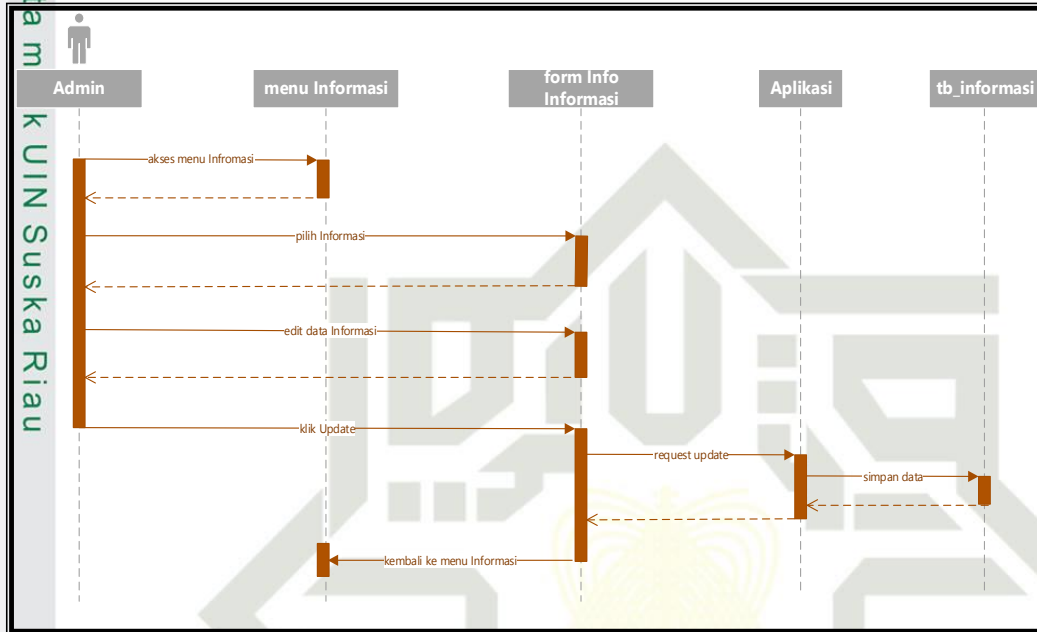 ta m
k UIN Suska Riau
Admin
menu Informasi
form Info
Informasi
Aplikasi
tb_informasi
akses menu Infromasi
pilih Informasi
edit data Informasi
klik Update
request update
simpan data
kembali ke menu Informasi